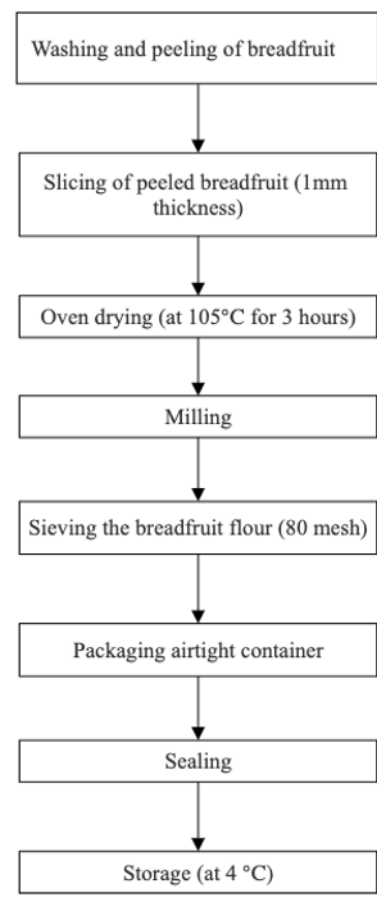 Washing and peeling of breadfruit
Slicing of peeled breadfruit (1mm
thickness)
Oven drying (at 105°C for 3 hours)
Milling
Sieving the breadfruit flour (80 mesh)
Packaging airtight container
Sealing
Storage (at 4 °C)